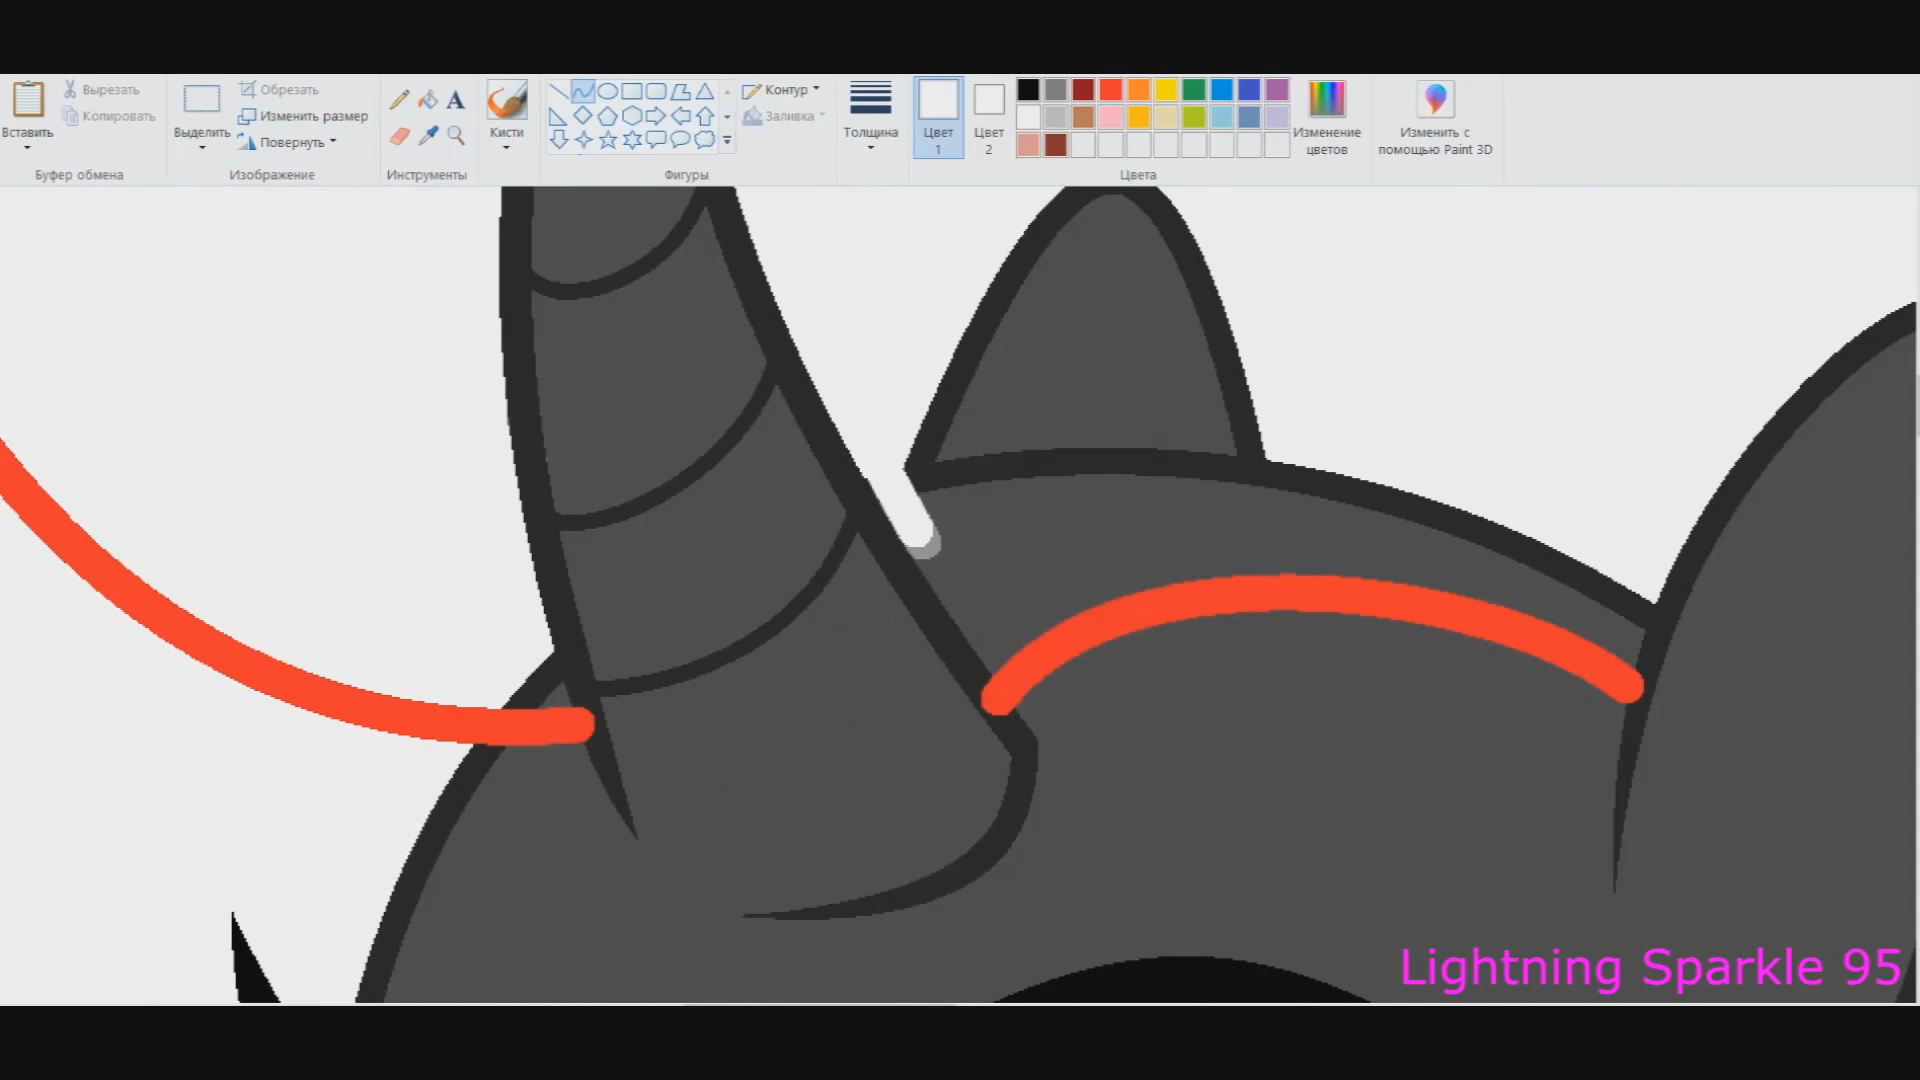 Вставить
Вырезать
Копировать
Буфер обмена
Выделить
Обрезать
Изменить размер
Повернуть
Изображение
A
Инструменты
Кисти
Фигуры
Контур
Заливка
Толщина
Цвет
1
Цвет
2
Изменение
цветов
Цвета
Изменить с
помощью Paint 3D
Lightning Sparkle 95